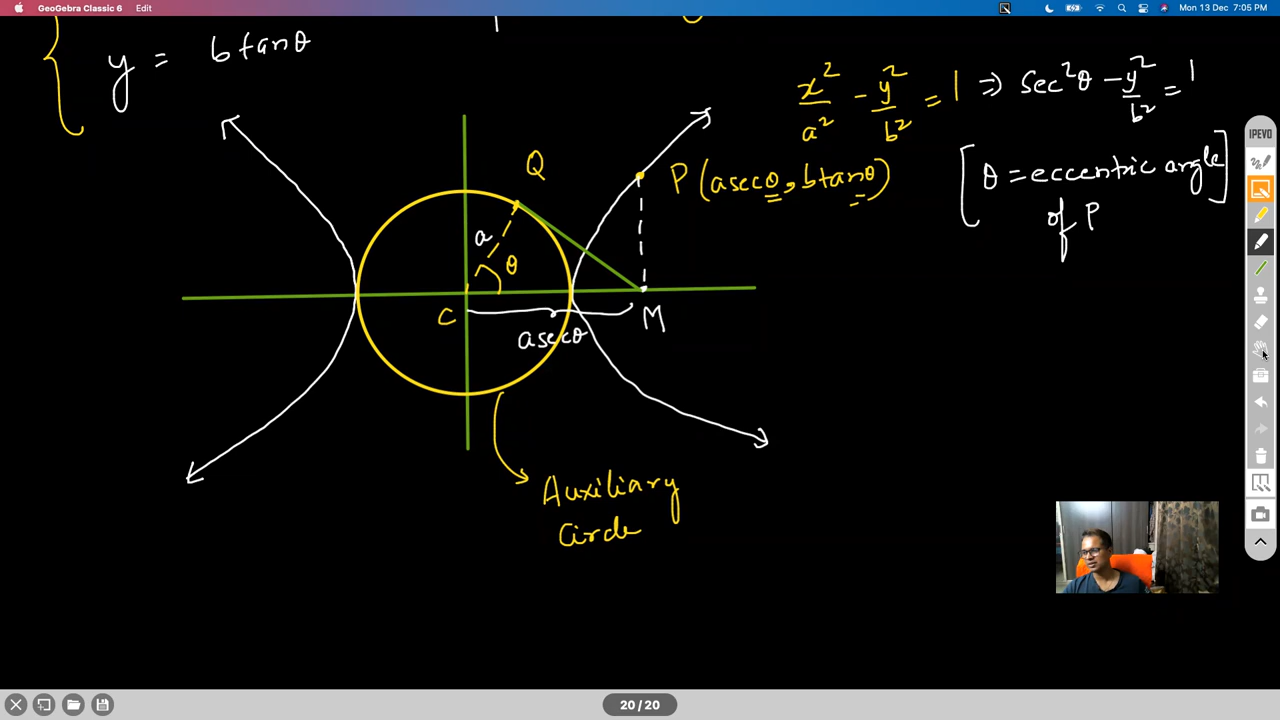 GeoGebra Classic 6 Edit
Mon 13 Dec 7:05 PM
y = b tanθ
x²/a² - y²/b² = 1 ⇒ sec²θ - y²/b² = 1
[θ = eccentric angle
of P]
Q
P(a secθ, b tanθ)
a
θ
C
M
a secθ
Auxiliary
Circle
IPEVO
20 / 20